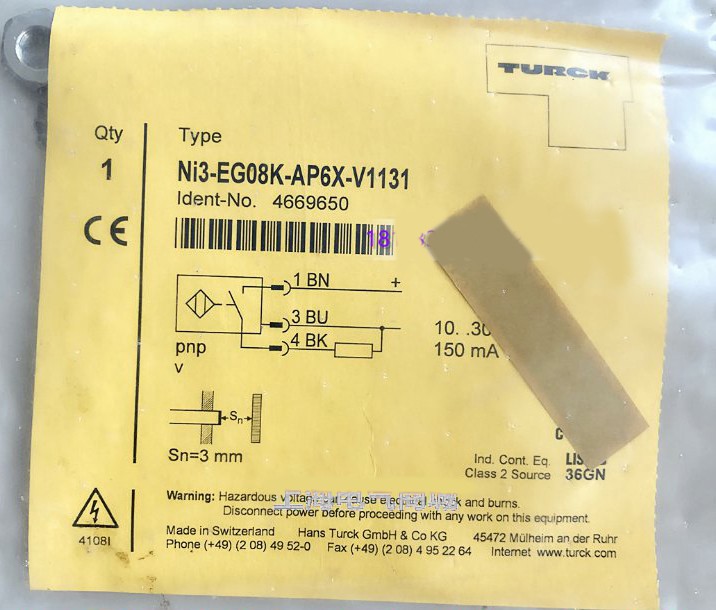 TURCK
Qty
Type
1
Ni3-EG08K-AP6X-V1131
Ident-No. 4669650
CE
18
1 BN
+
3 BU
10. .30
4 BK
150 mA
pnp
v
Sn
Sn=3 mm
C
Ind. Cont. Eq.
Class 2 Source 36GN
Warning: Hazardous and burns.
Disconnect power before proceeding with any work on this equipment.
4108I
Made in Switzerland Hans Turck GmbH & Co KG 45472 Mülheim an der Ruhr
Phone (+49) (2 08) 49 52-0 Fax (+49) (2 08) 4 95 22 64 Internet www.turck.com